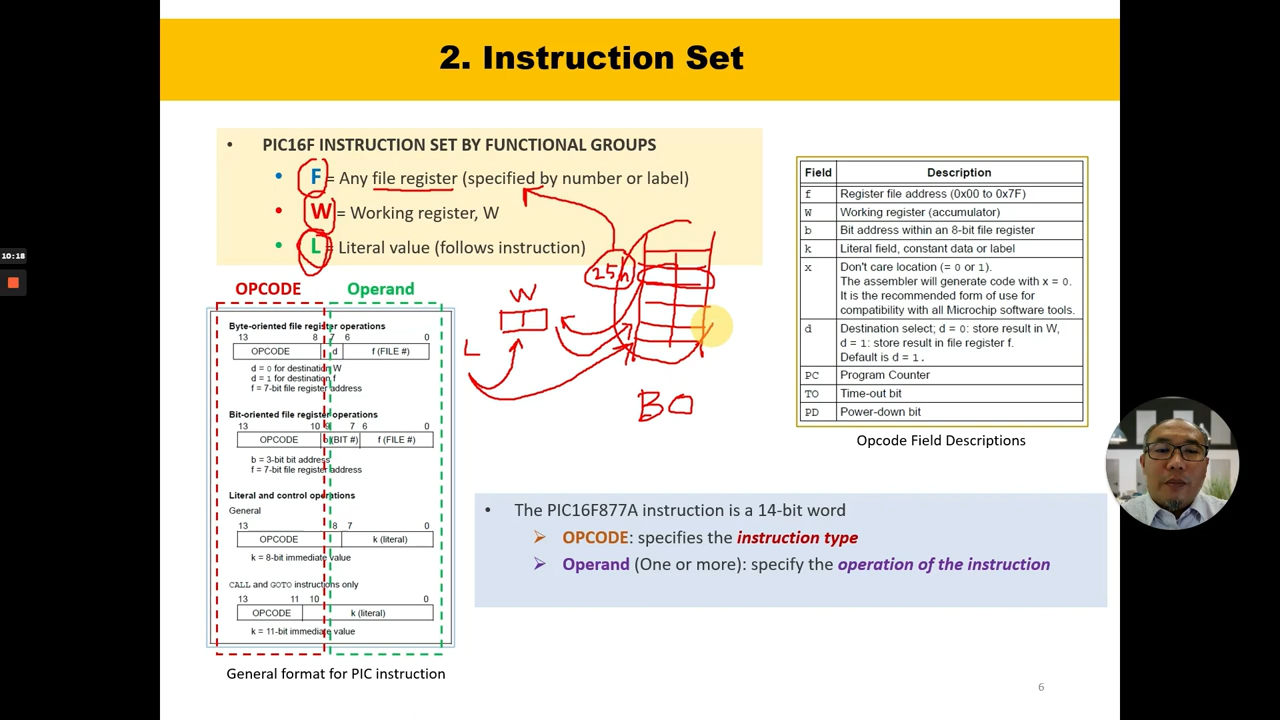 2. Instruction Set
• PIC16F INSTRUCTION SET BY FUNCTIONAL GROUPS
• F = Any file register (specified by number or label)
• W = Working register, W
• L = Literal value (follows instruction)
10:18
OPCODE Operand
Byte-oriented file register operations
13 8 7 6 0
OPCODE d f (FILE #)
d = 0 for destination W
d = 1 for destination f
f = 7-bit file register address
Bit-oriented file register operations
13 10 9 7 6 0
OPCODE b (BIT #) f (FILE #)
b = 3-bit bit address
f = 7-bit file register address
Literal and control operations
General
13 8 7 0
OPCODE k (literal)
k = 8-bit immediate value
CALL and GOTO instructions only
13 11 10 0
OPCODE k (literal)
k = 11-bit immediate value
General format for PIC instruction
25h
W
L
B0
Field Description
f Register file address (0x00 to 0x7F)
W Working register (accumulator)
b Bit address within an 8-bit file register
k Literal field, constant data or label
x Don't care location (= 0 or 1).
The assembler will generate code with x = 0.
It is the recommended form of use for
compatibility with all Microchip software tools.
d Destination select; d = 0: store result in W,
d = 1: store result in file register f.
Default is d = 1.
PC Program Counter
TO Time-out bit
PD Power-down bit
Opcode Field Descriptions
• The PIC16F877A instruction is a 14-bit word
➢ OPCODE: specifies the instruction type
➢ Operand (One or more): specify the operation of the instruction
6